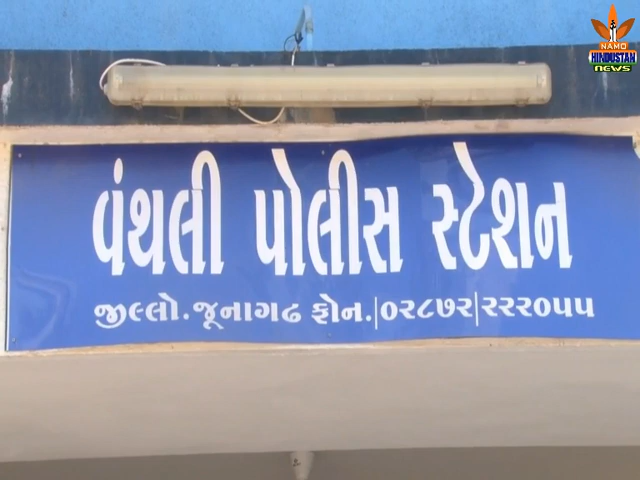 NAMO
HINDUSTAN
NEWS
વંથલી પોલીસ સ્ટેશન
જીલ્લો.જૂનાગઢ ફોન.|૦૨૮૭૨|૨૨૨૦૫૫